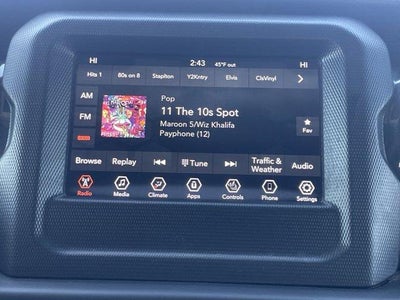 HI 2:43 45°F out HI
Hits 1 80s on 8 Staplton Y2Kntry Elvis ClsVinyl
AM
FM
Pop
11 The 10s Spot
Maroon 5/Wiz Khalifa
Payphone (12)
Fav
Browse Replay Tune Traffic & Weather Audio
Radio Media Climate Apps Controls Phone Settings